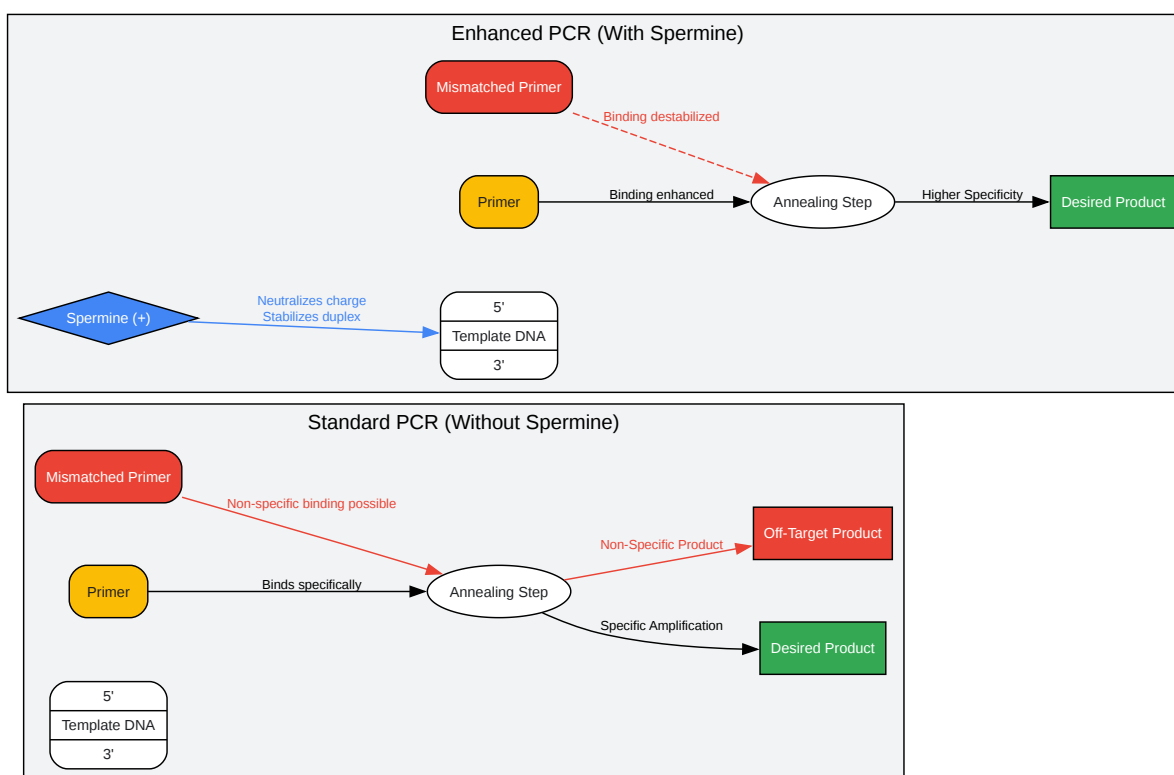 Enhanced PCR (With Spermine)
Mismatched Primer
Binding destabilized
Primer
Binding enhanced
Annealing Step
Higher Specificity
Desired Product
Spermine (+)
Neutralizes charge
Stabilizes duplex
5'
Template DNA
3'
Standard PCR (Without Spermine)
Mismatched Primer
Non-specific binding possible
Off-Target Product
Non-Specific Product
Primer
Binds specifically
Annealing Step
Specific Amplification
Desired Product
5'
Template DNA
3'